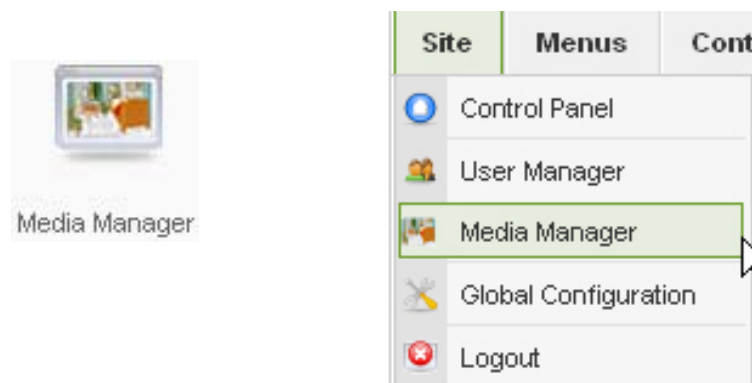 Media Manager
Site Menus
Control Panel
User Manager
Media Manager
Global Configuration
Logout